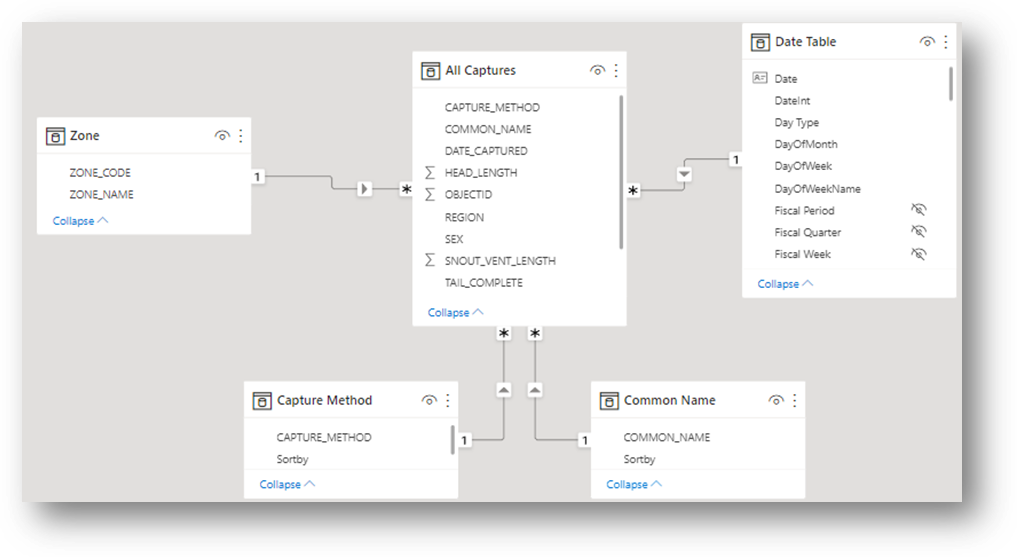 Zone
ZONE_CODE
ZONE_NAME
Collapse
1
*
All Captures
CAPTURE_METHOD
COMMON_NAME
DATE_CAPTURED
HEAD_LENGTH
OBJECTID
REGION
SEX
SNOUT_VENT_LENGTH
TAIL_COMPLETE
Collapse
*
1
Date Table
Date
DateInt
Day Type
DayOfMonth
DayOfWeek
DayOfWeekName
Fiscal Period
Fiscal Quarter
Fiscal Week
Collapse
*
*
Capture Method
CAPTURE_METHOD
Sortby
Collapse
1
1
Common Name
COMMON_NAME
Sortby
Collapse